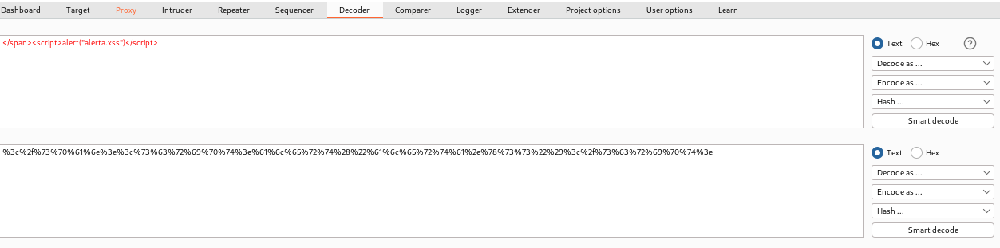 Dashboard Target Proxy Intruder Repeater Sequencer Decoder Comparer Logger Extender Project options User options Learn
</span><script>alert("alerta.xss")</script>
Text Hex ?
Decode as ...
Encode as ...
Hash ...
Smart decode
%3c%2f%73%70%61%6e%3e%3c%73%63%72%69%70%74%3e%61%6c%65%72%74%28%22%61%6c%65%72%74%61%2e%78%73%73%22%29%3c%2f%73%63%72%69%70%74%3e
Text Hex
Decode as ...
Encode as ...
Hash ...
Smart decode